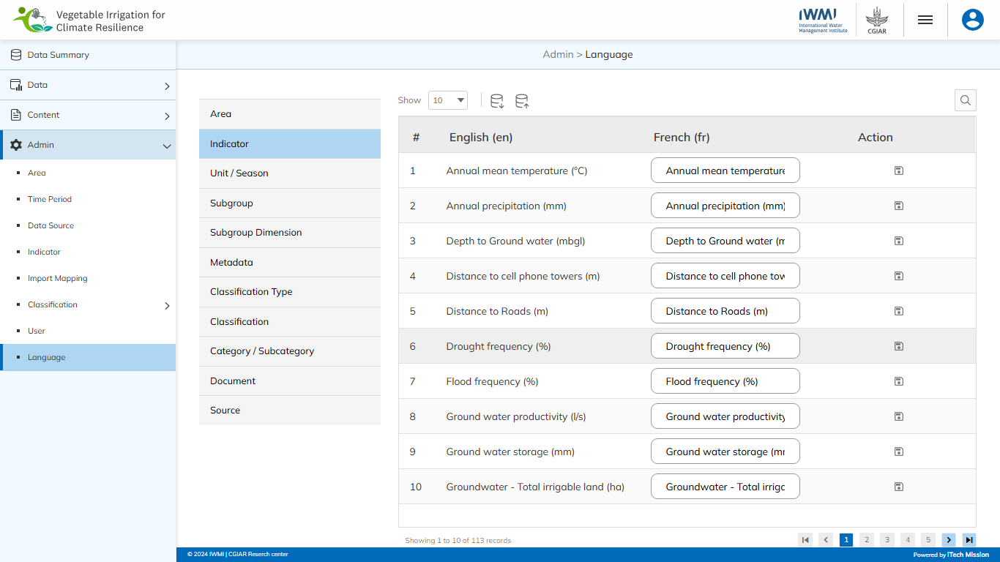 Vegetable Irrigation for
Climate Resilience
IWMI
International Water
Management Institute
CGIAR
Data Summary
Data
Content
Admin
Area
Time Period
Data Source
Indicator
Import Mapping
Classification
User
Language
Admin > Language
Area
Indicator
Unit / Season
Subgroup
Subgroup Dimension
Metadata
Classification Type
Classification
Category / Subcategory
Document
Source
Show 10
# English (en) French (fr) Action
1 Annual mean temperature (°C) Annual mean temperature
2 Annual precipitation (mm) Annual precipitation (mm)
3 Depth to Ground water (mbgl) Depth to Ground water (m
4 Distance to cell phone towers (m) Distance to cell phone tow
5 Distance to Roads (m) Distance to Roads (m)
6 Drought frequency (%) Drought frequency (%)
7 Flood frequency (%) Flood frequency (%)
8 Ground water productivity (l/s) Ground water productivity
9 Ground water storage (mm) Ground water storage (mr
10 Groundwater - Total irrigable land (ha) Groundwater - Total irrigc
Showing 1 to 10 of 113 records
1 2 3 4 5
© 2024 IWMI | CGIAR Reserch center
Powered by iTech Mission